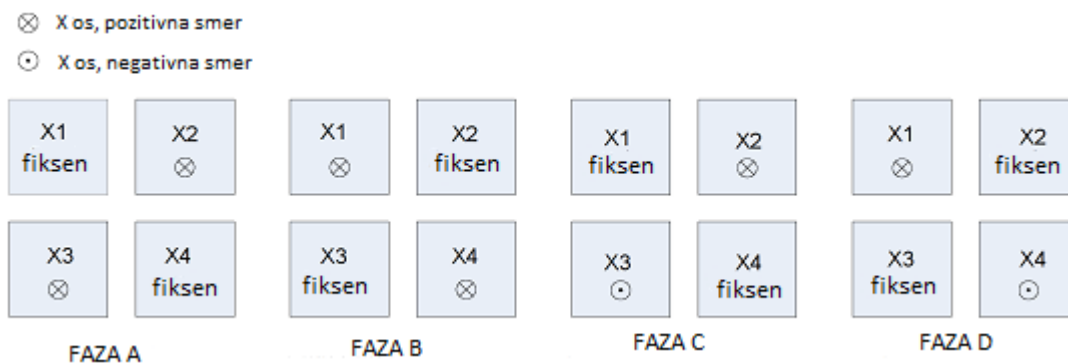 ⊗ X os, pozitivna smer
⊙ X os, negativna smer
X1
fiksen
X2
⊗
X3
⊗
X4
fiksen
FAZA A
X1
⊗
X2
fiksen
X3
fiksen
X4
⊗
FAZA B
X1
fiksen
X2
⊗
X3
⊙
X4
fiksen
FAZA C
X1
⊗
X2
fiksen
X3
fiksen
X4
⊙
FAZA D